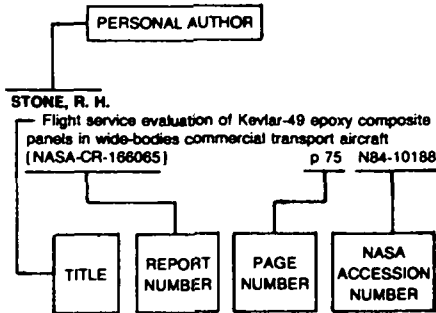 PERSONAL AUTHOR
STONE, R. H.
Flight service evaluation of Kevlar-49 epoxy composite
panels in wide-bodies commercial transport aircraft
[NASA-CR-166065] p 75 N84-10188
TITLE
REPORT
NUMBER
PAGE
NUMBER
NASA
ACCESSION
NUMBER